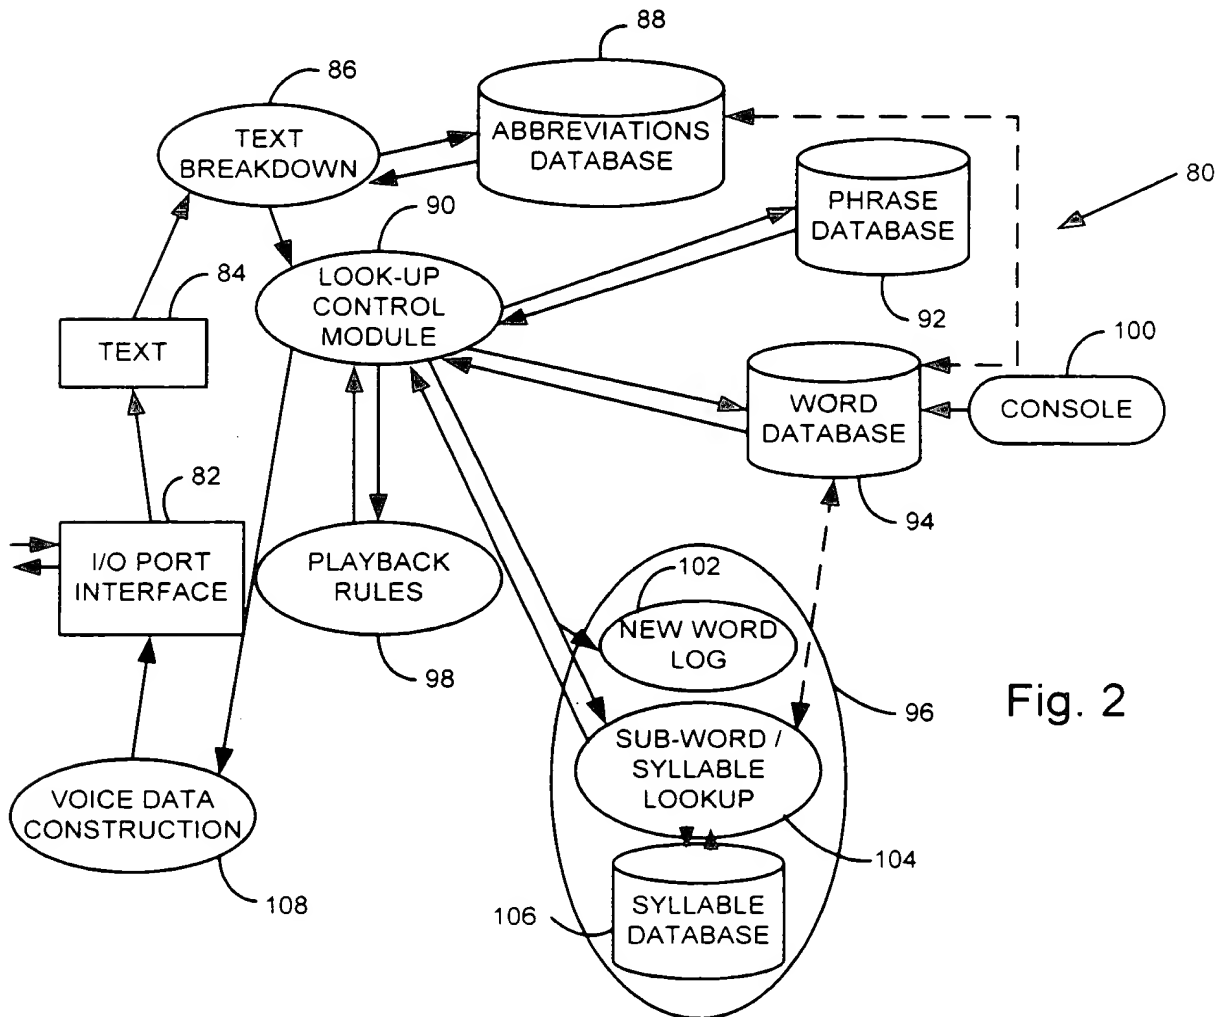 88
86
TEXT
BREAKDOWN
ABBREVIATIONS
DATABASE
80
PHRASE
DATABASE
90
84
LOOK-UP
CONTROL
MODULE
92
100
TEXT
WORD
DATABASE
CONSOLE
82
94
I/O PORT
INTERFACE
PLAYBACK
RULES
102
NEW WORD
LOG
98
96
Fig. 2
SUB-WORD /
SYLLABLE
LOOKUP
VOICE DATA
CONSTRUCTION
104
108
106
SYLLABLE
DATABASE